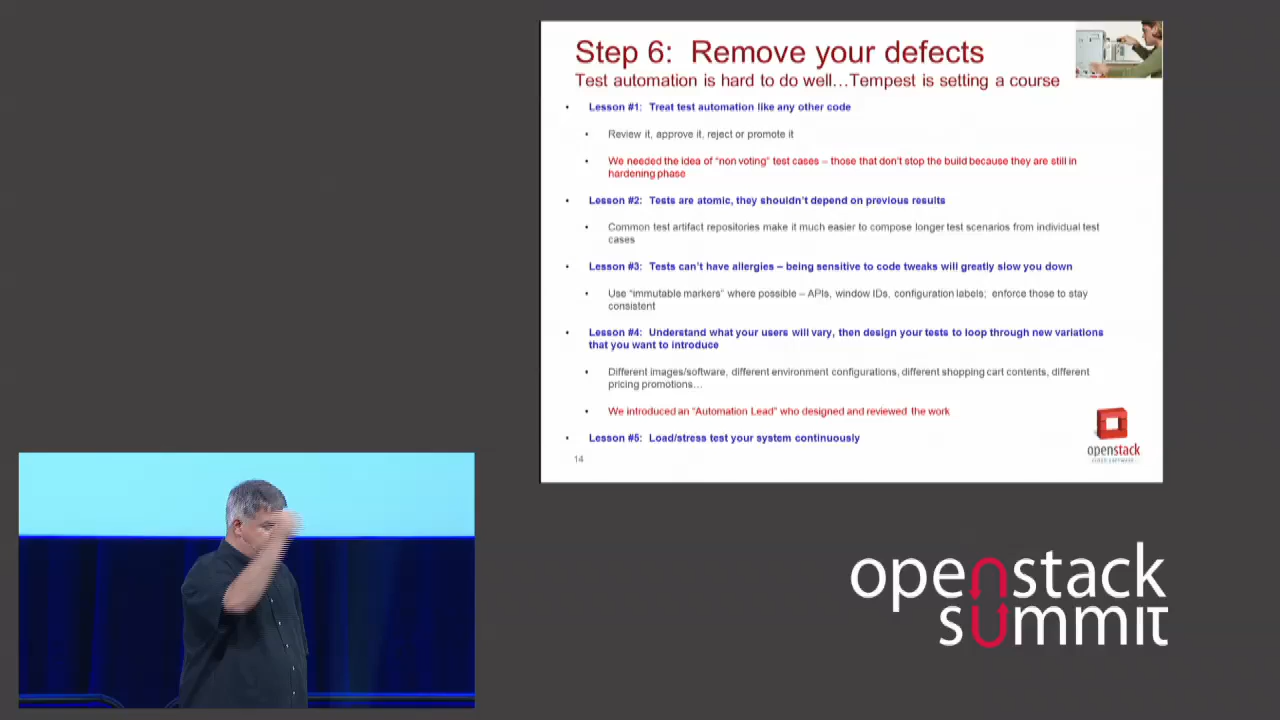 Step 6: Remove your defects
Test automation is hard to do well…Tempest is setting a course
• Lesson #1: Treat test automation like any other code
• Review it, approve it, reject or promote it
• We needed the idea of “non voting” test cases – those that don’t stop the build because they are still in
hardening phase
• Lesson #2: Tests are atomic, they shouldn’t depend on previous results
• Common test artifact repositories make it much easier to compose longer test scenarios from individual test
cases
• Lesson #3: Tests can’t have allergies – being sensitive to code tweaks will greatly slow you down
• Use “immutable markers” where possible – APIs, window IDs, configuration labels; enforce those to stay
consistent
• Lesson #4: Understand what your users will vary, then design your tests to loop through new variations
that you want to introduce
• Different images/software, different environment configurations, different shopping cart contents, different
pricing promotions…
• We introduced an “Automation Lead” who designed and reviewed the work
• Lesson #5: Load/stress test your system continuously
14
openstack
CLOUD SOFTWARE
openstack
summit